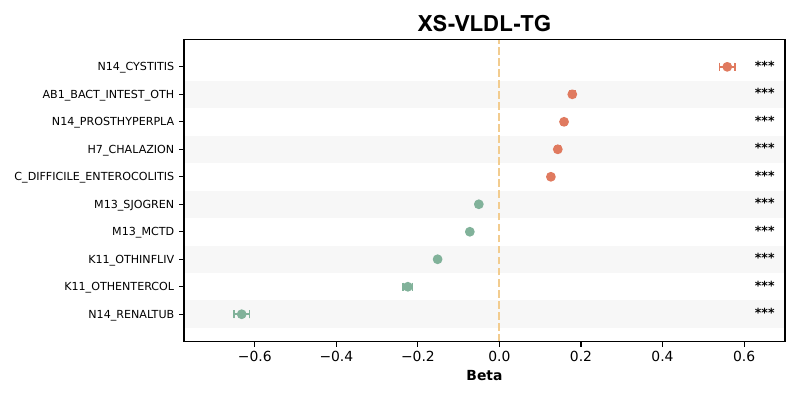 XS-VLDL-TG
N14_CYSTITIS ***
AB1_BACT_INTEST_OTH ***
N14_PROSTHYPERPLA ***
H7_CHALAZION ***
C_DIFFICILE_ENTEROCOLITIS ***
M13_SJOGREN ***
M13_MCTD ***
K11_OTHINFLIV ***
K11_OTHENTERCOL ***
N14_RENALTUB ***
−0.6 −0.4 −0.2 0.0 0.2 0.4 0.6
Beta